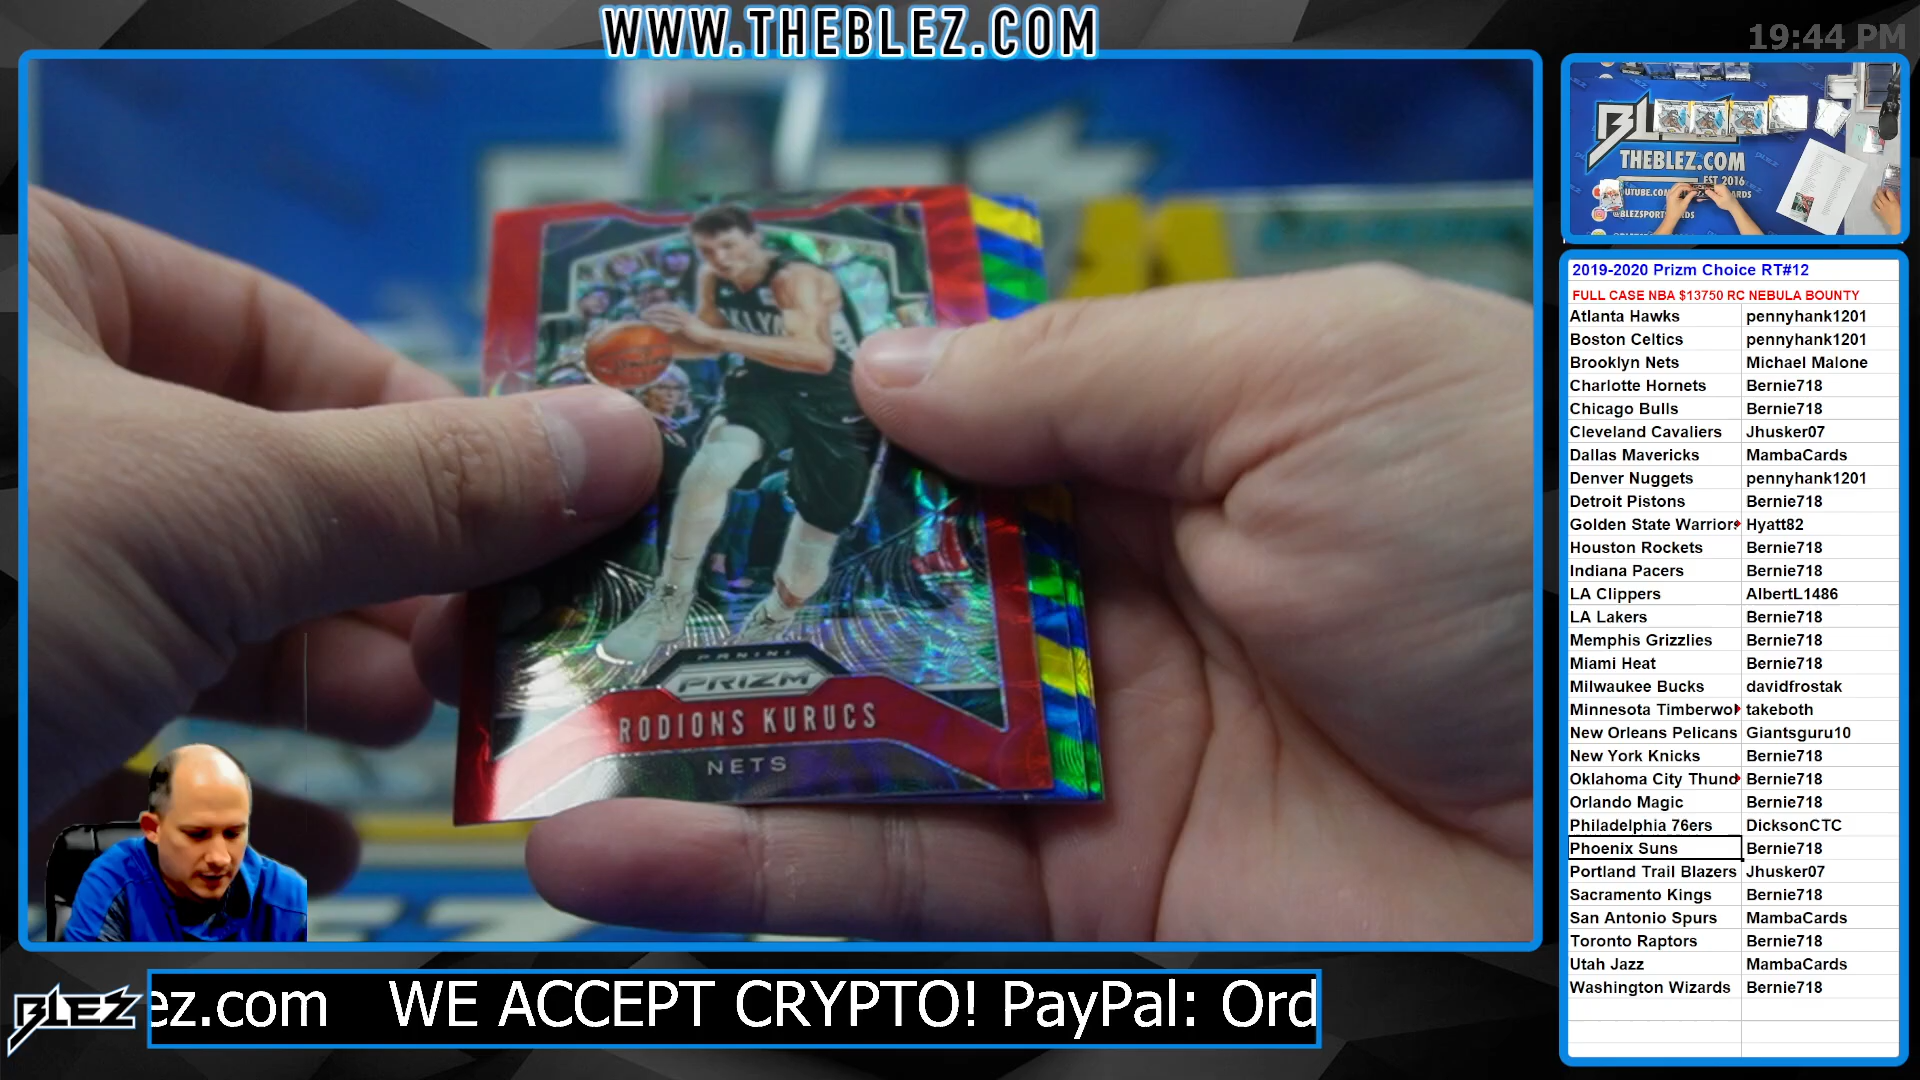 WWW.THEBLEZ.COM
19:44 PM
BL
THEBLEZ.COM
EST 2016
PANINI
PRIZM
RODIONS KURUCS
NETS
2019-2020 Prizm Choice RT#12
FULL CASE NBA $13750 RC NEBULA BOUNTY
Atlanta Hawks pennyhank1201
Boston Celtics pennyhank1201
Brooklyn Nets Michael Malone
Charlotte Hornets Bernie718
Chicago Bulls Bernie718
Cleveland Cavaliers Jhusker07
Dallas Mavericks MambaCards
Denver Nuggets pennyhank1201
Detroit Pistons Bernie718
Golden State Warriors Hyatt82
Houston Rockets Bernie718
Indiana Pacers Bernie718
LA Clippers AlbertL1486
LA Lakers Bernie718
Memphis Grizzlies Bernie718
Miami Heat Bernie718
Milwaukee Bucks davidfrostak
Minnesota Timberwol takeboth
New Orleans Pelicans Giantsguru10
New York Knicks Bernie718
Oklahoma City Thund Bernie718
Orlando Magic Bernie718
Philadelphia 76ers DicksonCTC
Phoenix Suns Bernie718
Portland Trail Blazers Jhusker07
Sacramento Kings Bernie718
San Antonio Spurs MambaCards
Toronto Raptors Bernie718
Utah Jazz MambaCards
Washington Wizards Bernie718
BLEZ
ez.com WE ACCEPT CRYPTO! PayPal: Ord